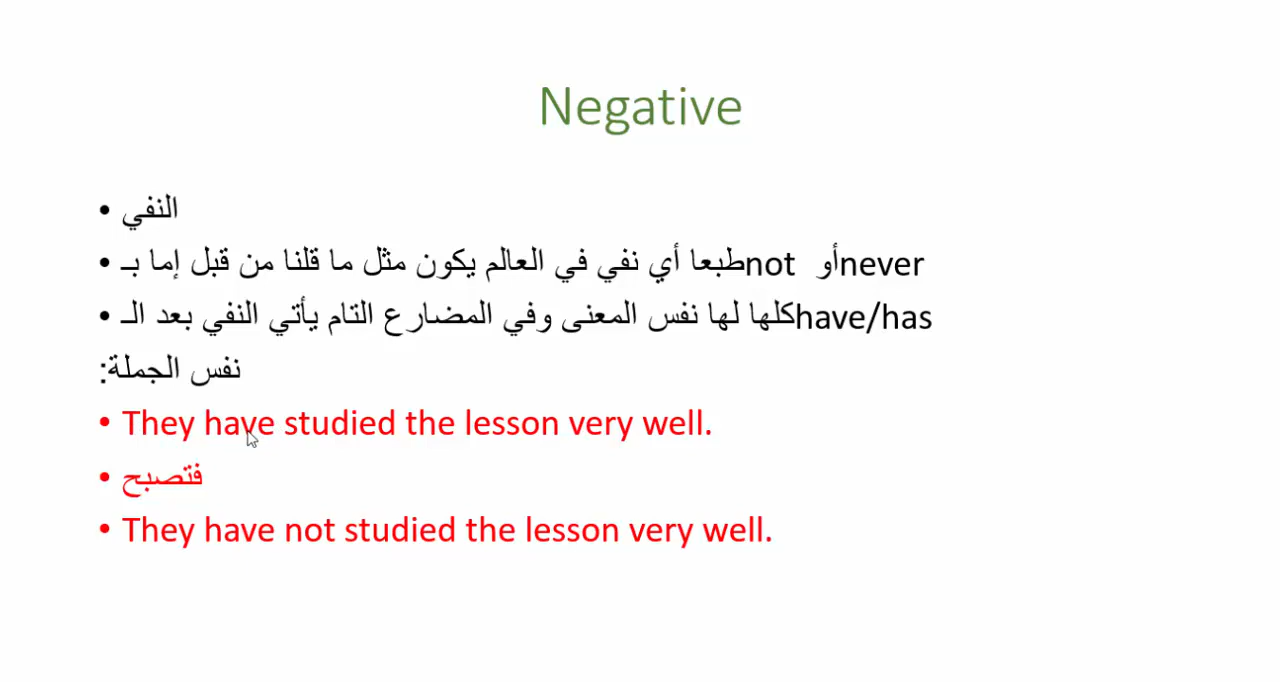 Negative
• النفي
• طبعا أي نفي في العالم يكون مثل ما قلنا من قبل إما بـ not أو never
• كلها لها نفس المعنى وفي المضارع التام يأتي النفي بعد الـ have/has
نفس الجملة:
• They have studied the lesson very well.
• فتصبح
• They have not studied the lesson very well.